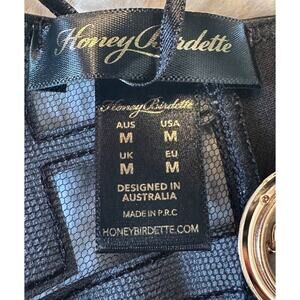 Honey Birdette
Honey Birdette
AUS USA
M M
UK EU
M M
DESIGNED IN
AUSTRALIA
MADE IN P.R.C
HONEYBIRDETTE.COM